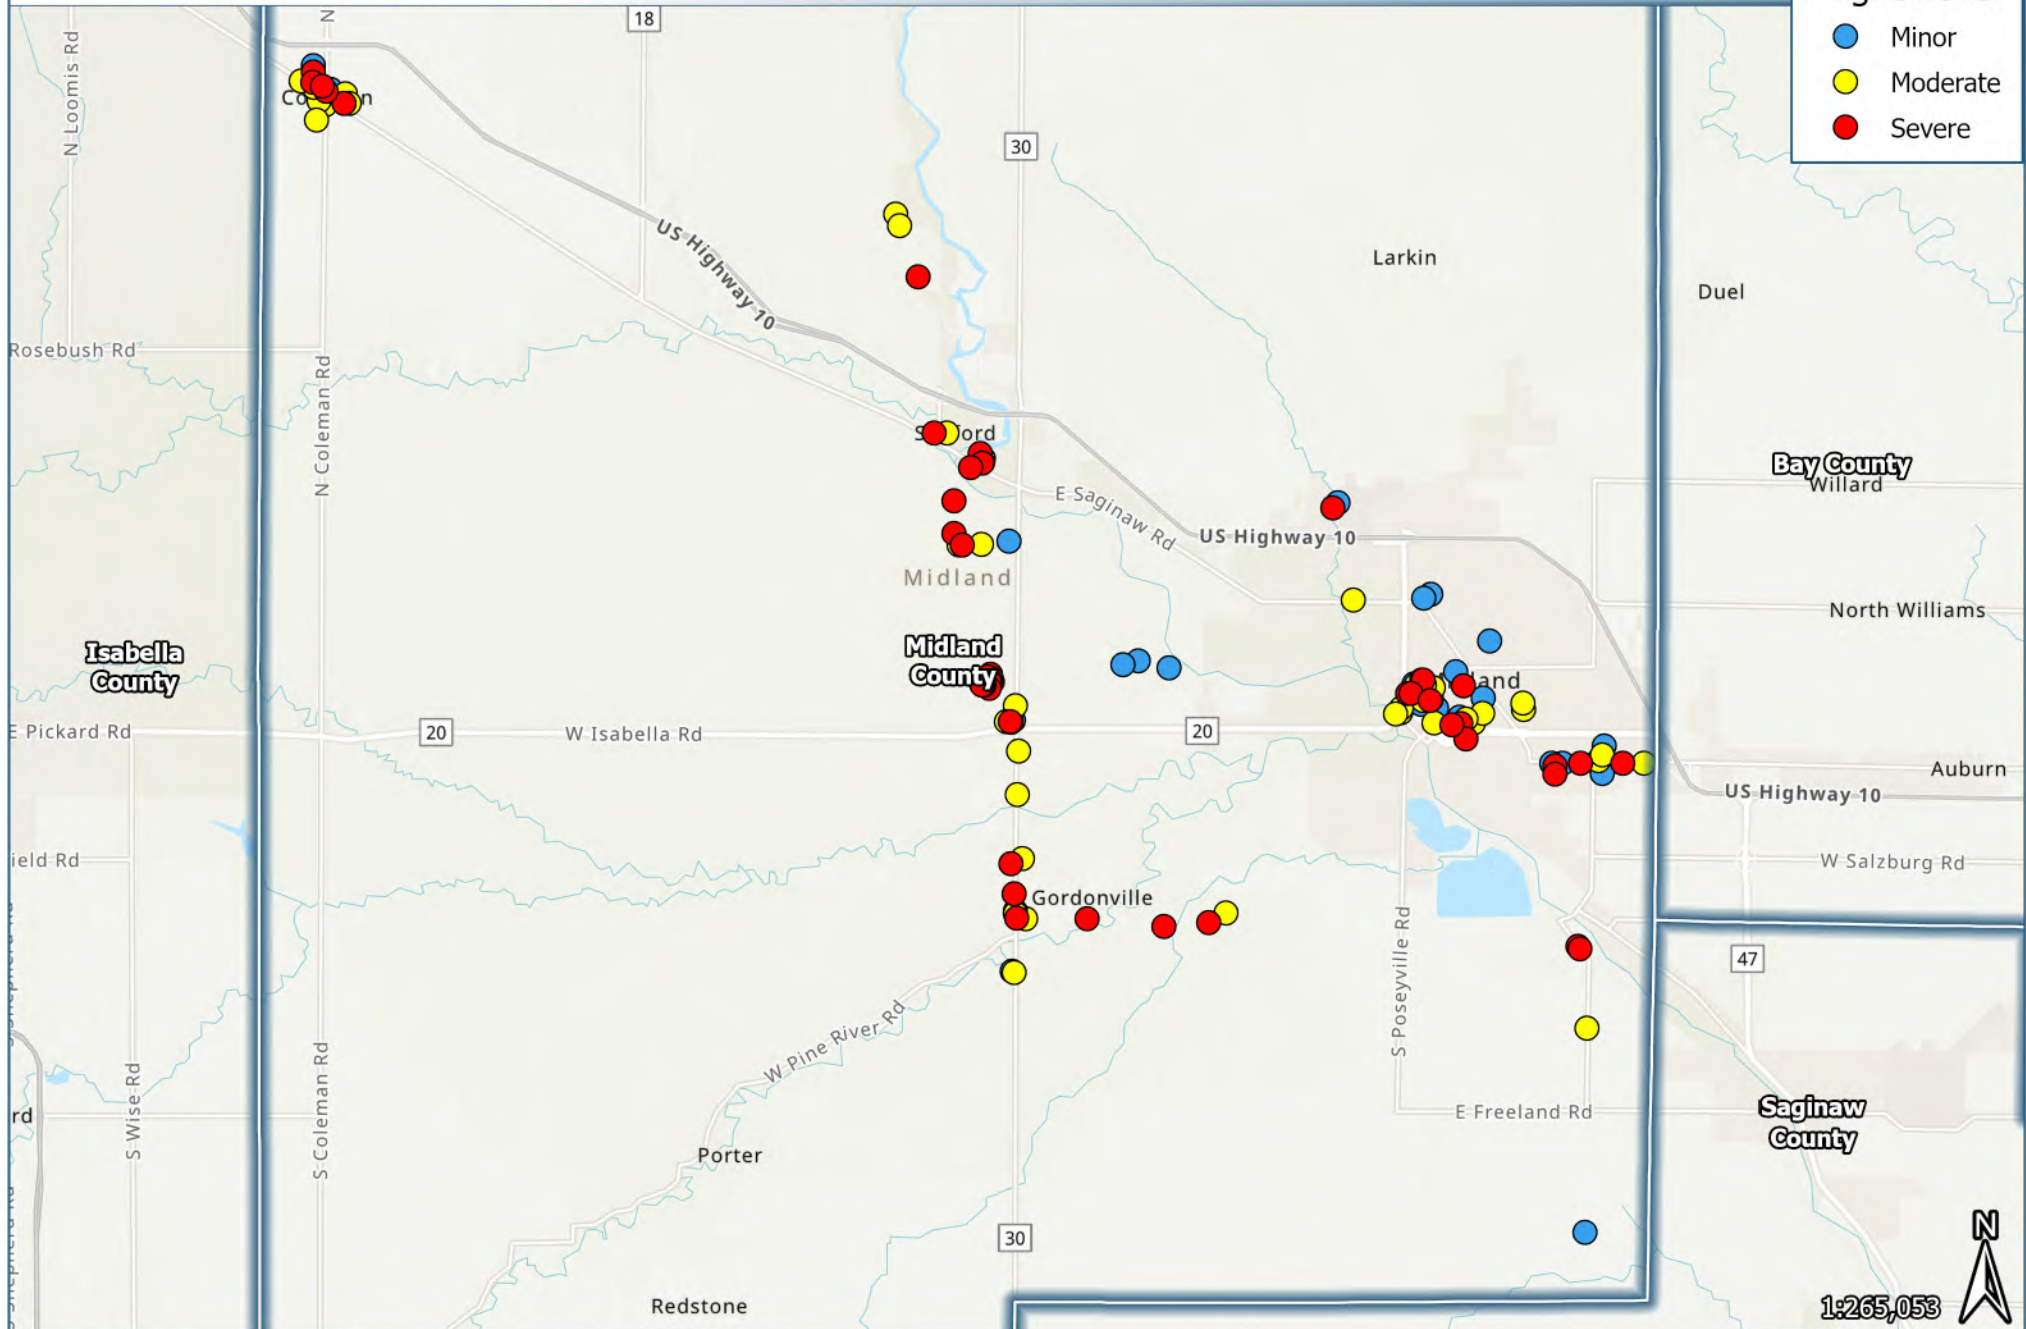 18
N
N Loomis Rd
Minor
Moderate
Severe
30
US Highway 10
Larkin
Duel
Rosebush Rd
N Coleman Rd
E Saginaw Rd
US Highway 10
Bay County
Willard
Midland
North Williams
Isabella
County
Midland
County
E Pickard Rd
20
W Isabella Rd
20
Auburn
US Highway 10
W Salzburg Rd
Gordonville
S Poseyville Rd
47
W Pine River Rd
S Wise Rd
S Coleman Rd
E Freeland Rd
Saginaw
County
Porter
30
Redstone
N
1:265,053